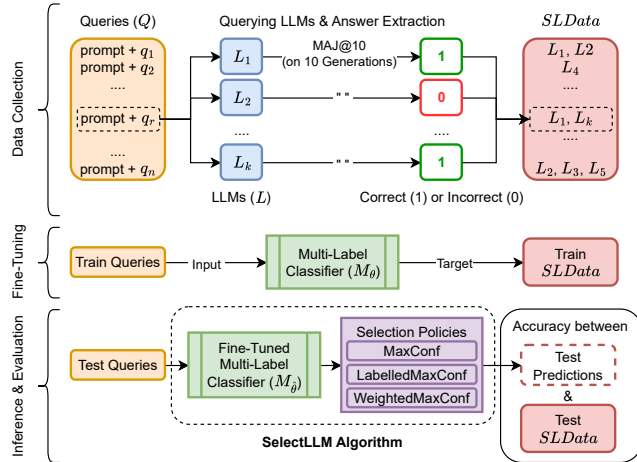 Queries (Q)
Querying LLMs & Answer Extraction
SLData
Data Collection
prompt + q₁
prompt + q₂
....
prompt + qᵣ
....
prompt + qₙ
L₁
MAJ@10
(on 10 Generations)
1
L₂
" "
0
....
....
Lₖ
" "
1
LLMs (L)
Correct (1) or Incorrect (0)
L₁, L2
L₄
....
L₁, Lₖ
....
L₂, L₃, L₅
Fine-Tuning
Train Queries
Input
Multi-Label
Classifier (M_θ)
Target
Train
SLData
Inference & Evaluation
Test Queries
Fine-Tuned
Multi-Label
Classifier (M_θ̂)
Selection Policies
MaxConf
LabelledMaxConf
WeightedMaxConf
SelectLLM Algorithm
Accuracy between
Test
Predictions
&
Test
SLData